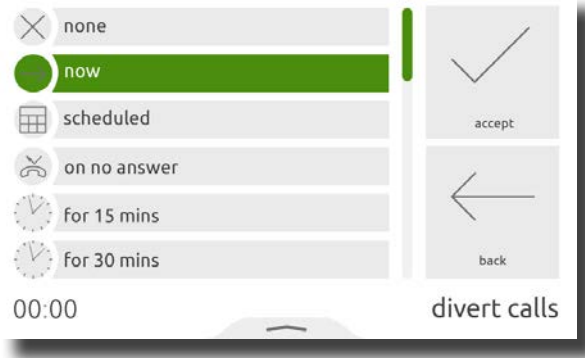 none
now
scheduled
on no answer
for 15 mins
for 30 mins
accept
back
00:00
divert calls